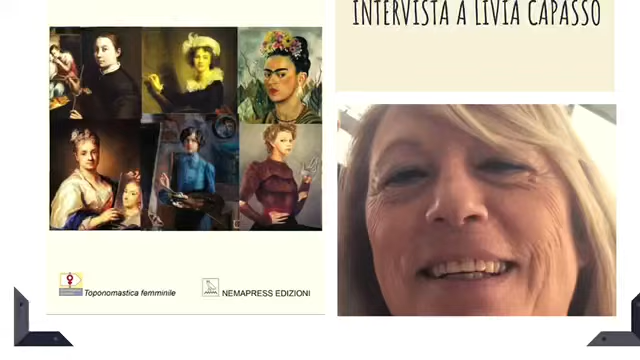 INTERVISTA A LIVIA CAPASSO
Toponomastica femminile
NEMAPRESS EDIZIONI